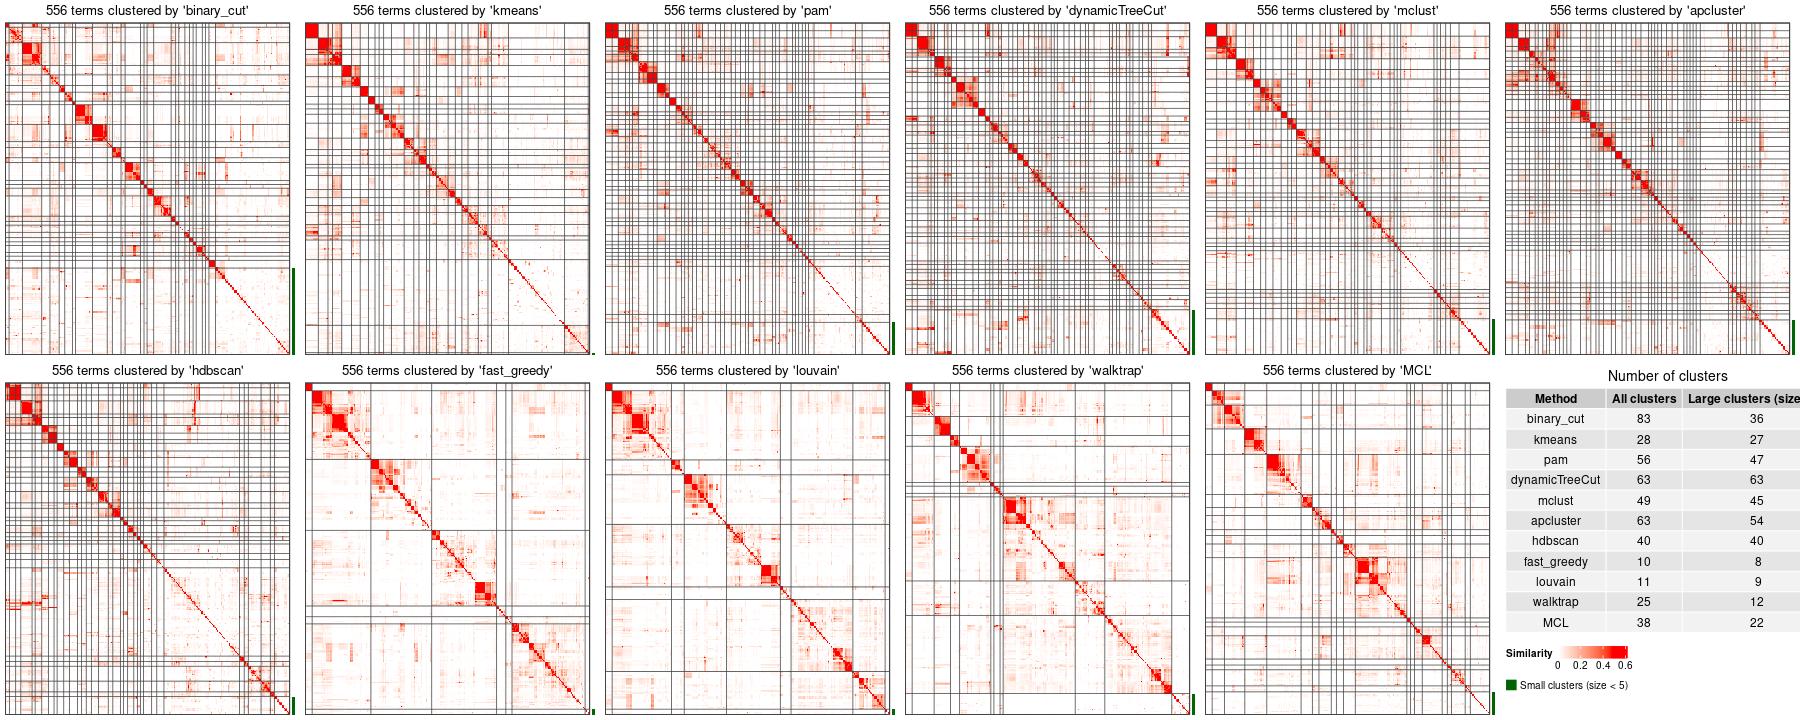 556 terms clustered by 'binary_cut'
556 terms clustered by 'kmeans'
556 terms clustered by 'pam'
556 terms clustered by 'dynamicTreeCut'
556 terms clustered by 'mclust'
556 terms clustered by 'apcluster'
556 terms clustered by 'hdbscan'
556 terms clustered by 'fast_greedy'
556 terms clustered by 'louvain'
556 terms clustered by 'walktrap'
556 terms clustered by 'MCL'
Number of clusters
Method All clusters Large clusters (size
binary_cut 83 36
kmeans 28 27
pam 56 47
dynamicTreeCut 63 63
mclust 49 45
apcluster 63 54
hdbscan 40 40
fast_greedy 10 8
louvain 11 9
walktrap 25 12
MCL 38 22
Similarity
0 0.2 0.4 0.6
Small clusters (size < 5)